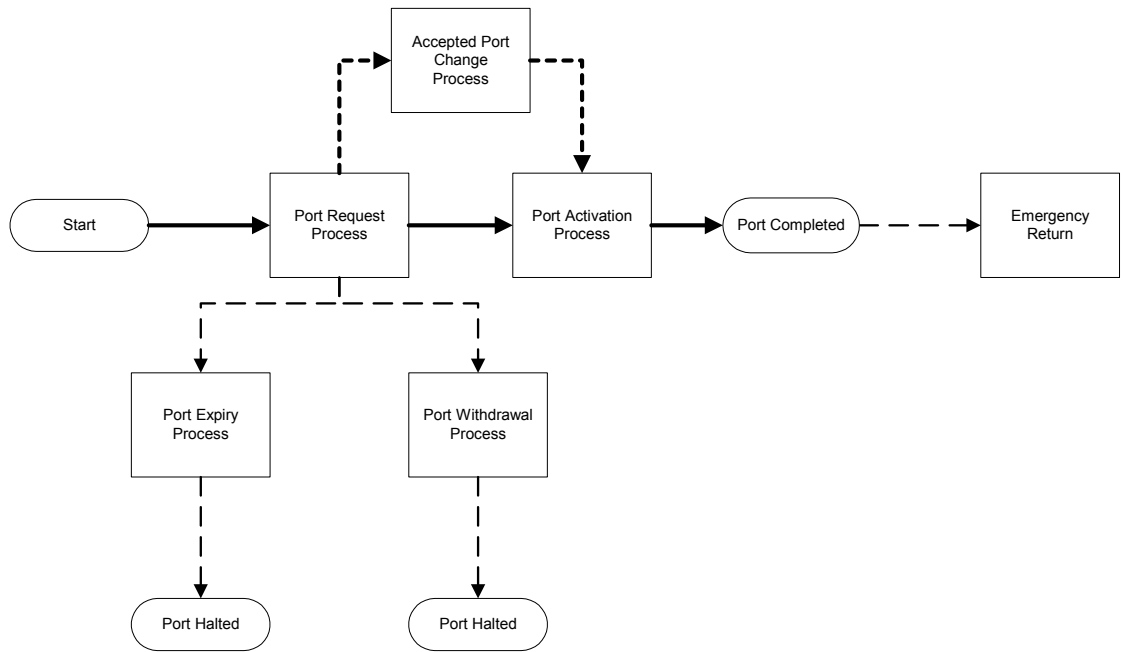 Accepted Port
Change
Process
Start
Port Request
Process
Port Activation
Process
Port Completed
Emergency
Return
Port Expiry
Process
Port Withdrawal
Process
Port Halted
Port Halted